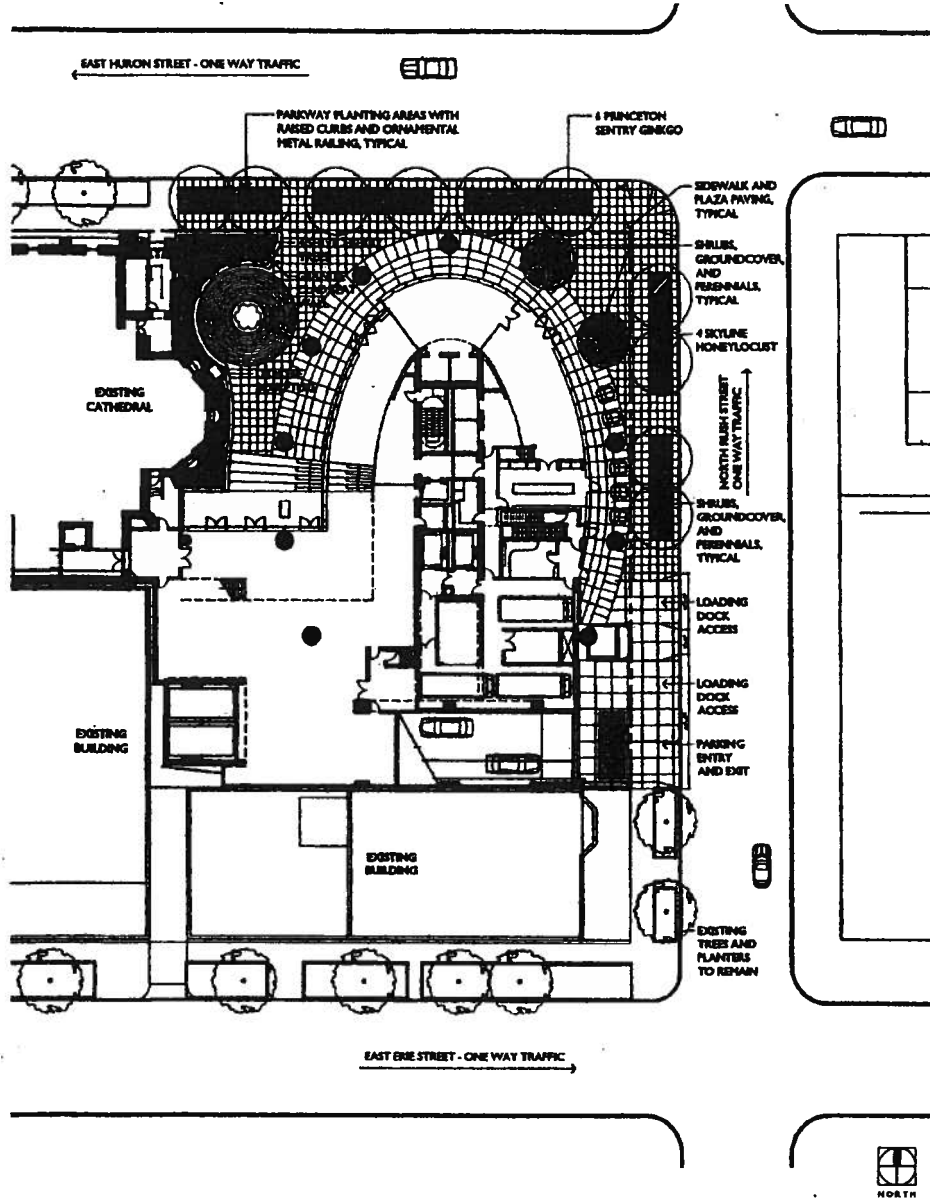 EAST HURON STREET - ONE WAY TRAFFIC
PARKWAY PLANTING AREAS WITH
RAISED CURBS AND ORNAMENTAL
METAL RAILING, TYPICAL
6 PRINCETON
SENTRY GINKGO
SIDEWALK AND
PLAZA PAVING,
TYPICAL
SHRUBS,
GROUNDCOVER,
AND
PERENNIALS,
TYPICAL
4 SKYLINE
HONEYLOCUST
EXISTING
CATHEDRAL
NORTH RUSH STREET
ONE WAY TRAFFIC
SHRUBS,
GROUNDCOVER,
AND
PERENNIALS,
TYPICAL
LOADING
DOCK
ACCESS
LOADING
DOCK
ACCESS
EXISTING
BUILDING
PARKING
ENTRY
AND EXIT
EXISTING
BUILDING
EXISTING
TREES AND
PLANTERS
TO REMAIN
EAST ERIE STREET - ONE WAY TRAFFIC
NORTH